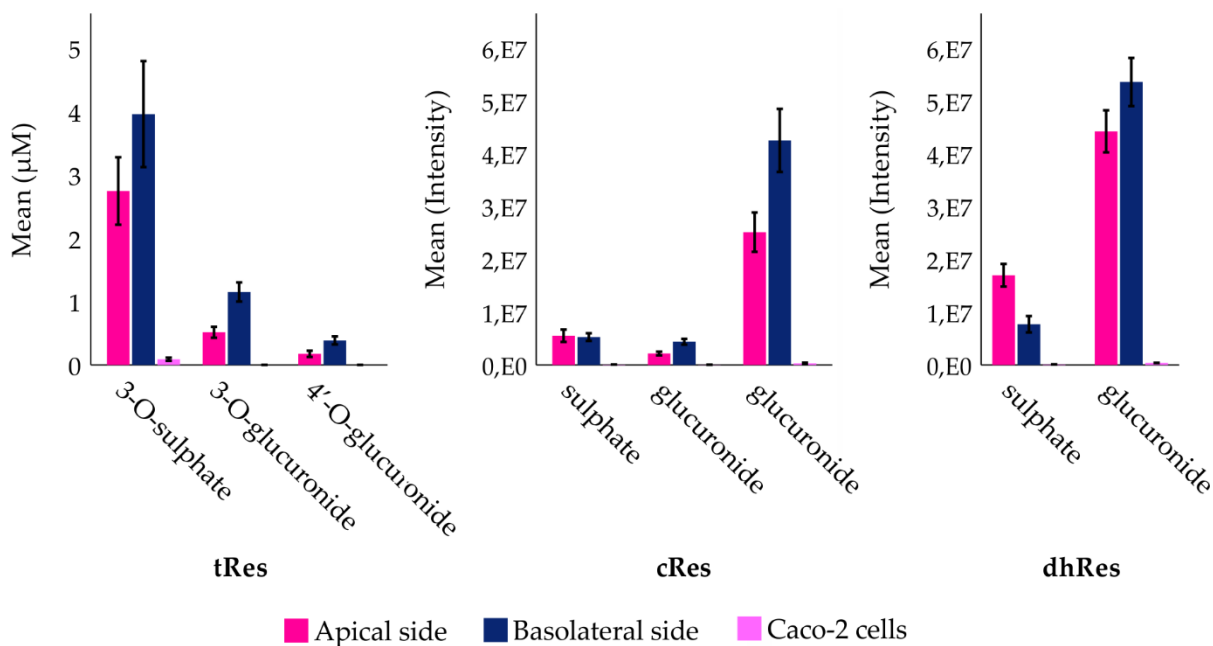 Mean (µM)
5
4
3
2
1
0
3-O-sulphate
3-O-glucuronide
4′-O-glucuronide
tRes
Mean (Intensity)
6,E7
5,E7
4,E7
3,E7
2,E7
1,E7
0,E0
sulphate
glucuronide
glucuronide
cRes
Mean (Intensity)
6,E7
5,E7
4,E7
3,E7
2,E7
1,E7
0,E0
sulphate
glucuronide
dhRes
Apical side Basolateral side Caco-2 cells